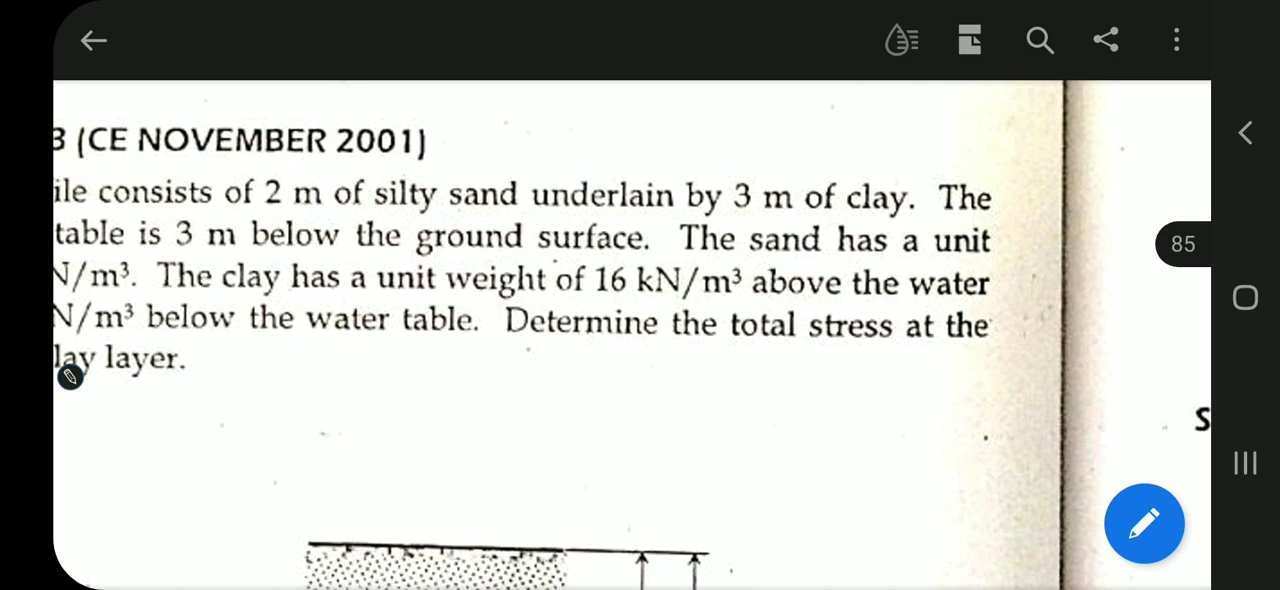 3 (CE NOVEMBER 2001)
ile consists of 2 m of silty sand underlain by 3 m of clay. The
table is 3 m below the ground surface. The sand has a unit
N/m³. The clay has a unit weight of 16 kN/m³ above the water
N/m³ below the water table. Determine the total stress at the
lay layer.
85
S